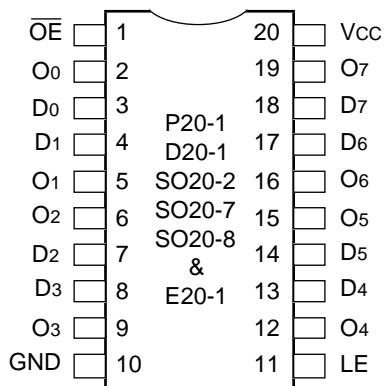 O̅E̅ 1 20 VCC
O0 2 19 O7
D0 3 18 D7
P20-1
D1 4 17 D6
D20-1
O1 5 SO20-2 16 O6
O2 6 SO20-7 15 O5
D2 7 SO20-8 14 D5
&
D3 8 13 D4
E20-1
O3 9 12 O4
GND 10 11 LE